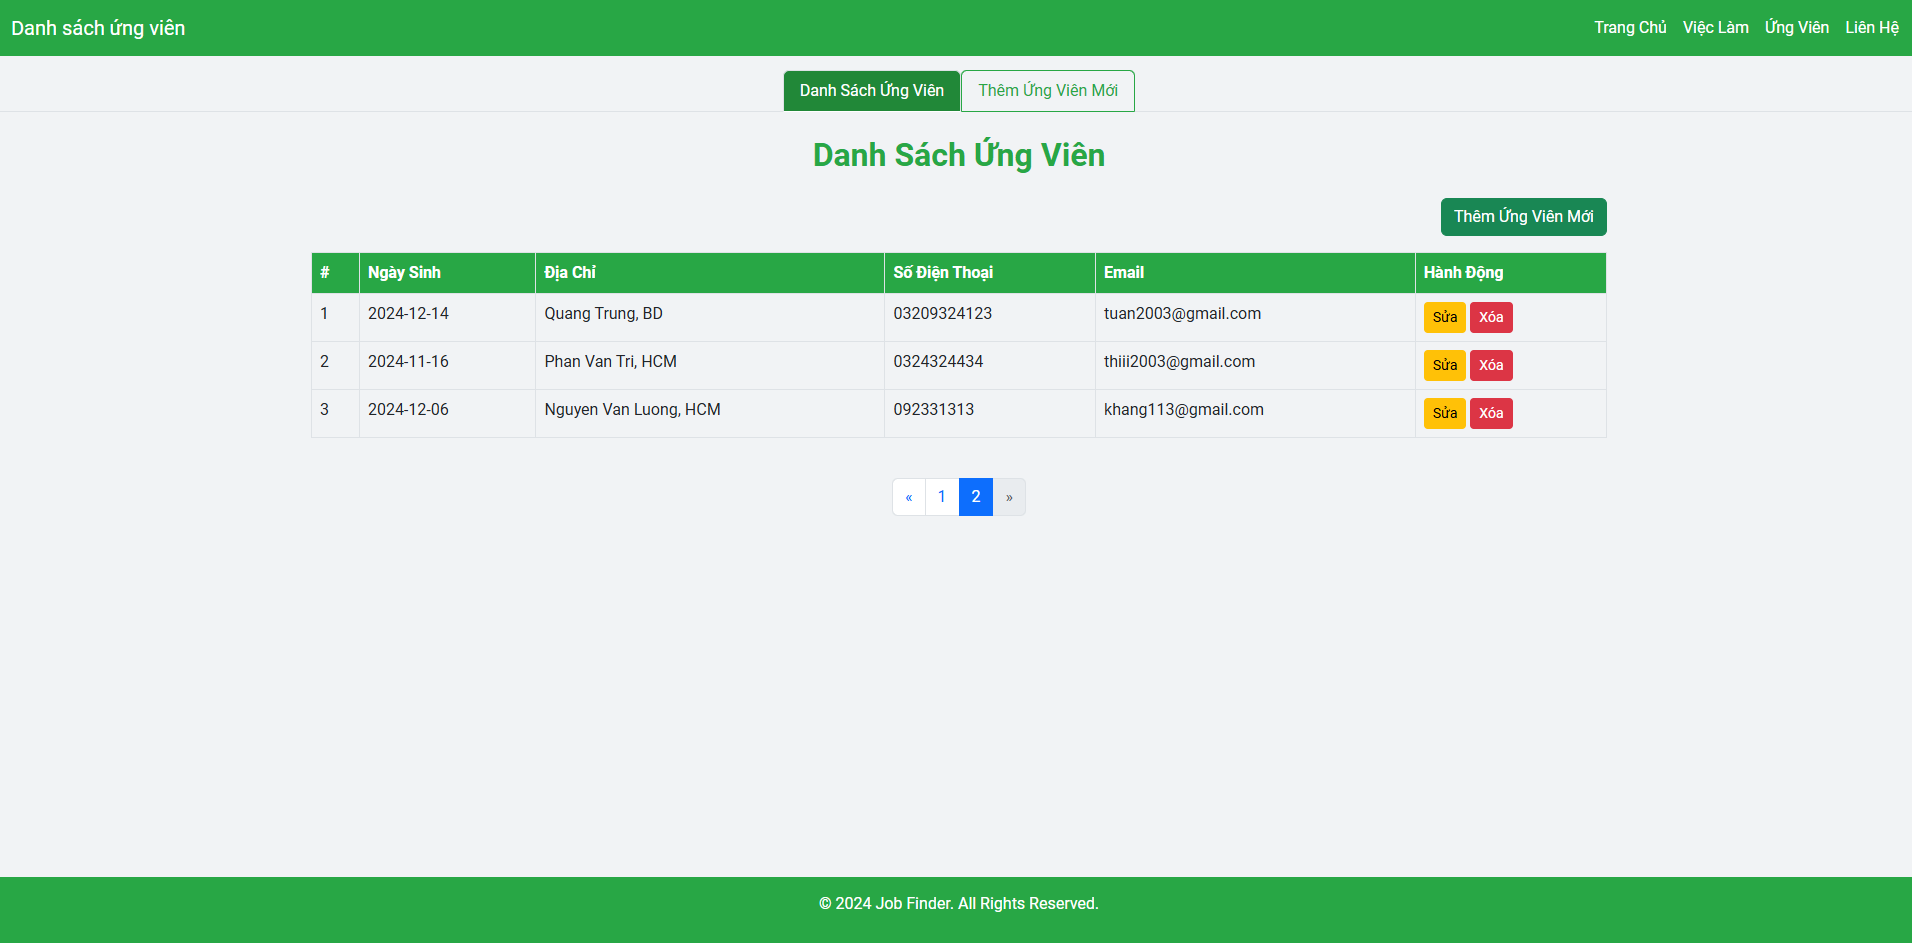 Danh sách ứng viên Trang Chủ Việc Làm Ứng Viên Liên Hệ
Danh Sách Ứng Viên Thêm Ứng Viên Mới
Danh Sách Ứng Viên
Thêm Ứng Viên Mới
# Ngày Sinh Địa Chỉ Số Điện Thoại Email Hành Động
1 2024-12-14 Quang Trung, BD 03209324123 tuan2003@gmail.com Sửa Xóa
2 2024-11-16 Phan Van Tri, HCM 0324324434 thiii2003@gmail.com Sửa Xóa
3 2024-12-06 Nguyen Van Luong, HCM 092331313 khang113@gmail.com Sửa Xóa
« 1 2 »
© 2024 Job Finder. All Rights Reserved.